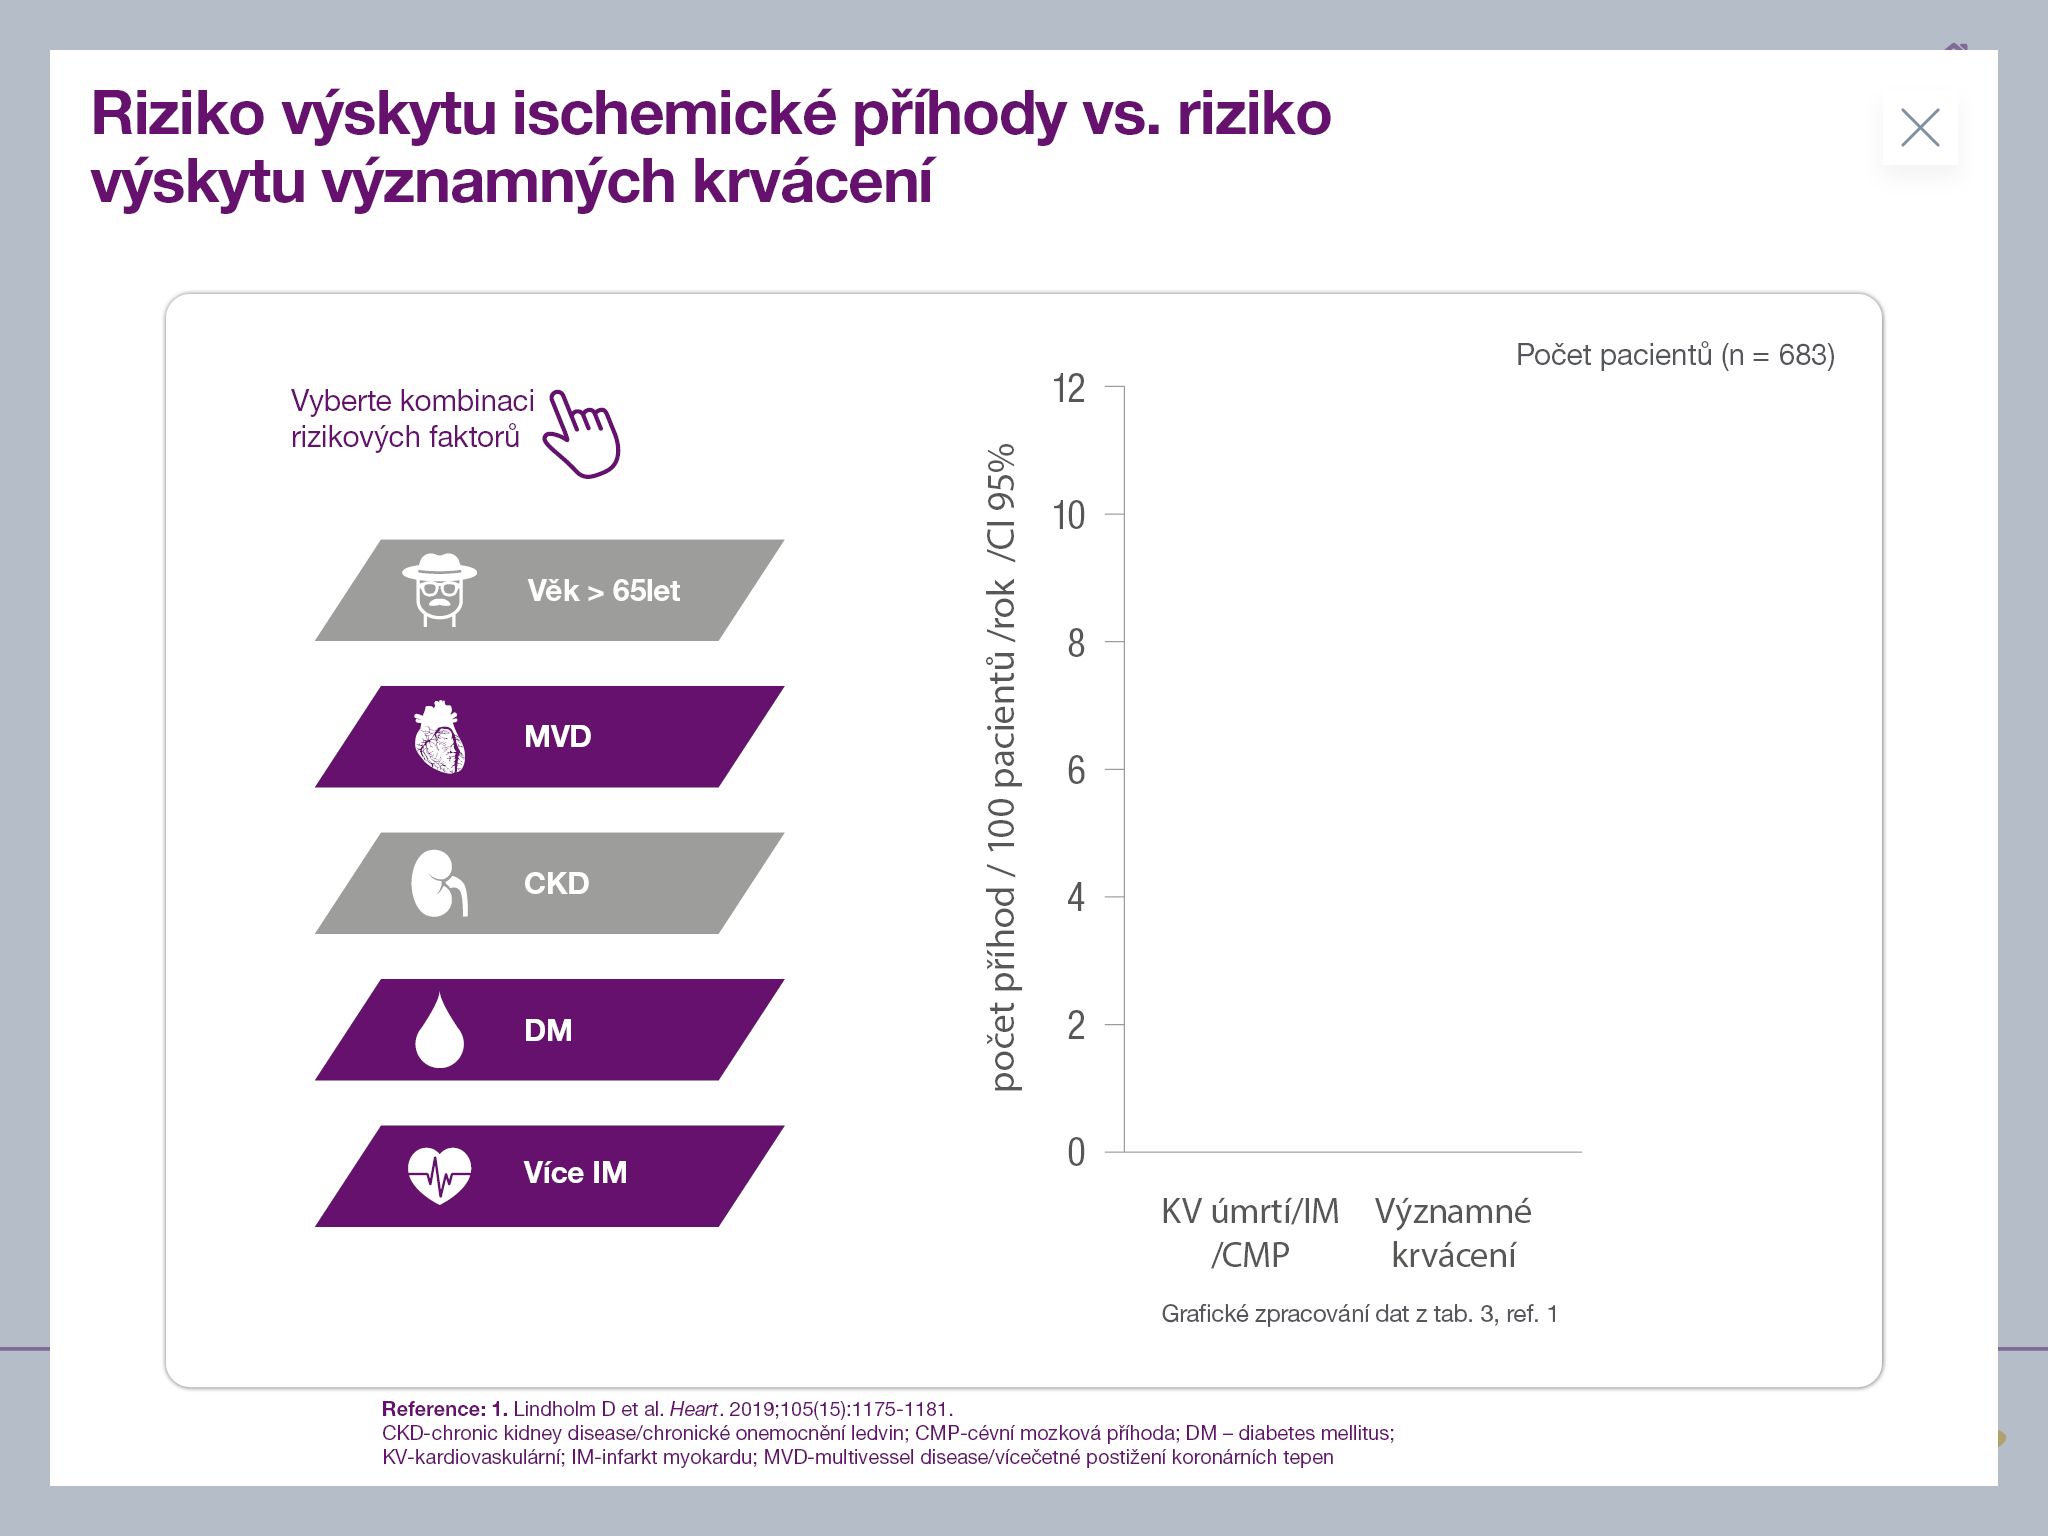 Riziko výskytu ischemické příhody vs. riziko
výskytu významných krvácení
Počet pacientů (n = 683)
Vyberte kombinaci
rizikových faktorů
Věk > 65let
MVD
CKD
DM
Více IM
počet příhod / 100 pacientů /rok /CI 95%
12
10
8
6
4
2
0
KV úmrtí/IM
/CMP
Významné
krvácení
Grafické zpracování dat z tab. 3, ref. 1
Reference: 1. Lindholm D et al. Heart. 2019;105(15):1175-1181.
CKD-chronic kidney disease/chronické onemocnění ledvin; CMP-cévní mozková příhoda; DM – diabetes mellitus;
KV-kardiovaskulární; IM-infarkt myokardu; MVD-multivessel disease/vícečetné postižení koronárních tepen